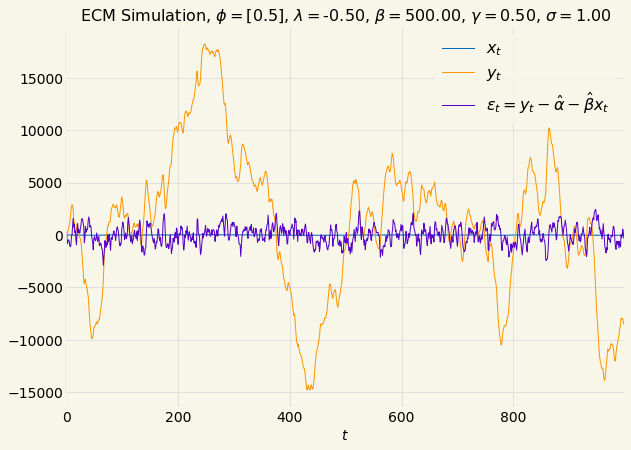 ECM Simulation, ϕ = [0.5], λ = -0.50, β = 500.00, γ = 0.50, σ = 1.00
x_t
y_t
ε_t = y_t − α̂ − β̂x_t
15000
10000
5000
0
−5000
−10000
−15000
0 200 400 600 800
t